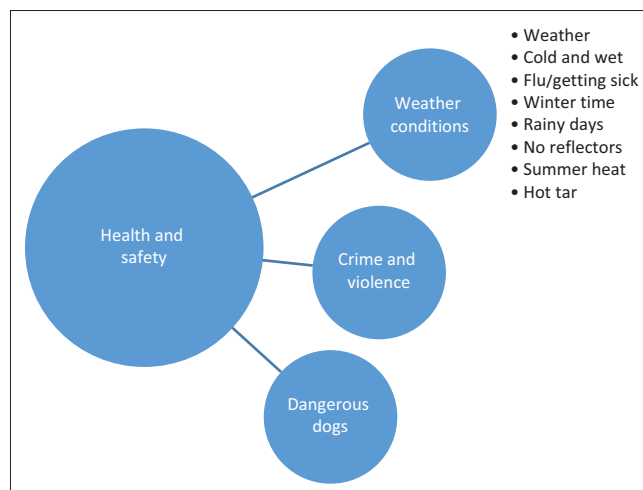 • Weather
• Cold and wet
• Flu/getting sick
• Winter time
• Rainy days
• No reflectors
• Summer heat
• Hot tar
Weather
conditions
Health and
safety
Crime and
violence
Dangerous
dogs